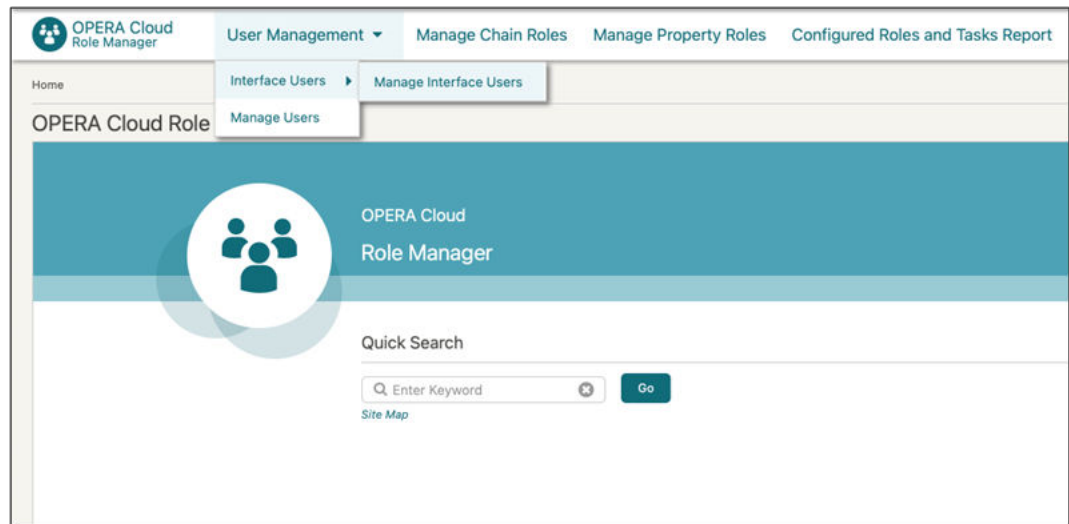 OPERA Cloud
Role Manager
User Management
Manage Chain Roles
Manage Property Roles
Configured Roles and Tasks Report
Home
Interface Users
Manage Interface Users
Manage Users
OPERA Cloud Role
OPERA Cloud
Role Manager
Quick Search
Enter Keyword
Go
Site Map